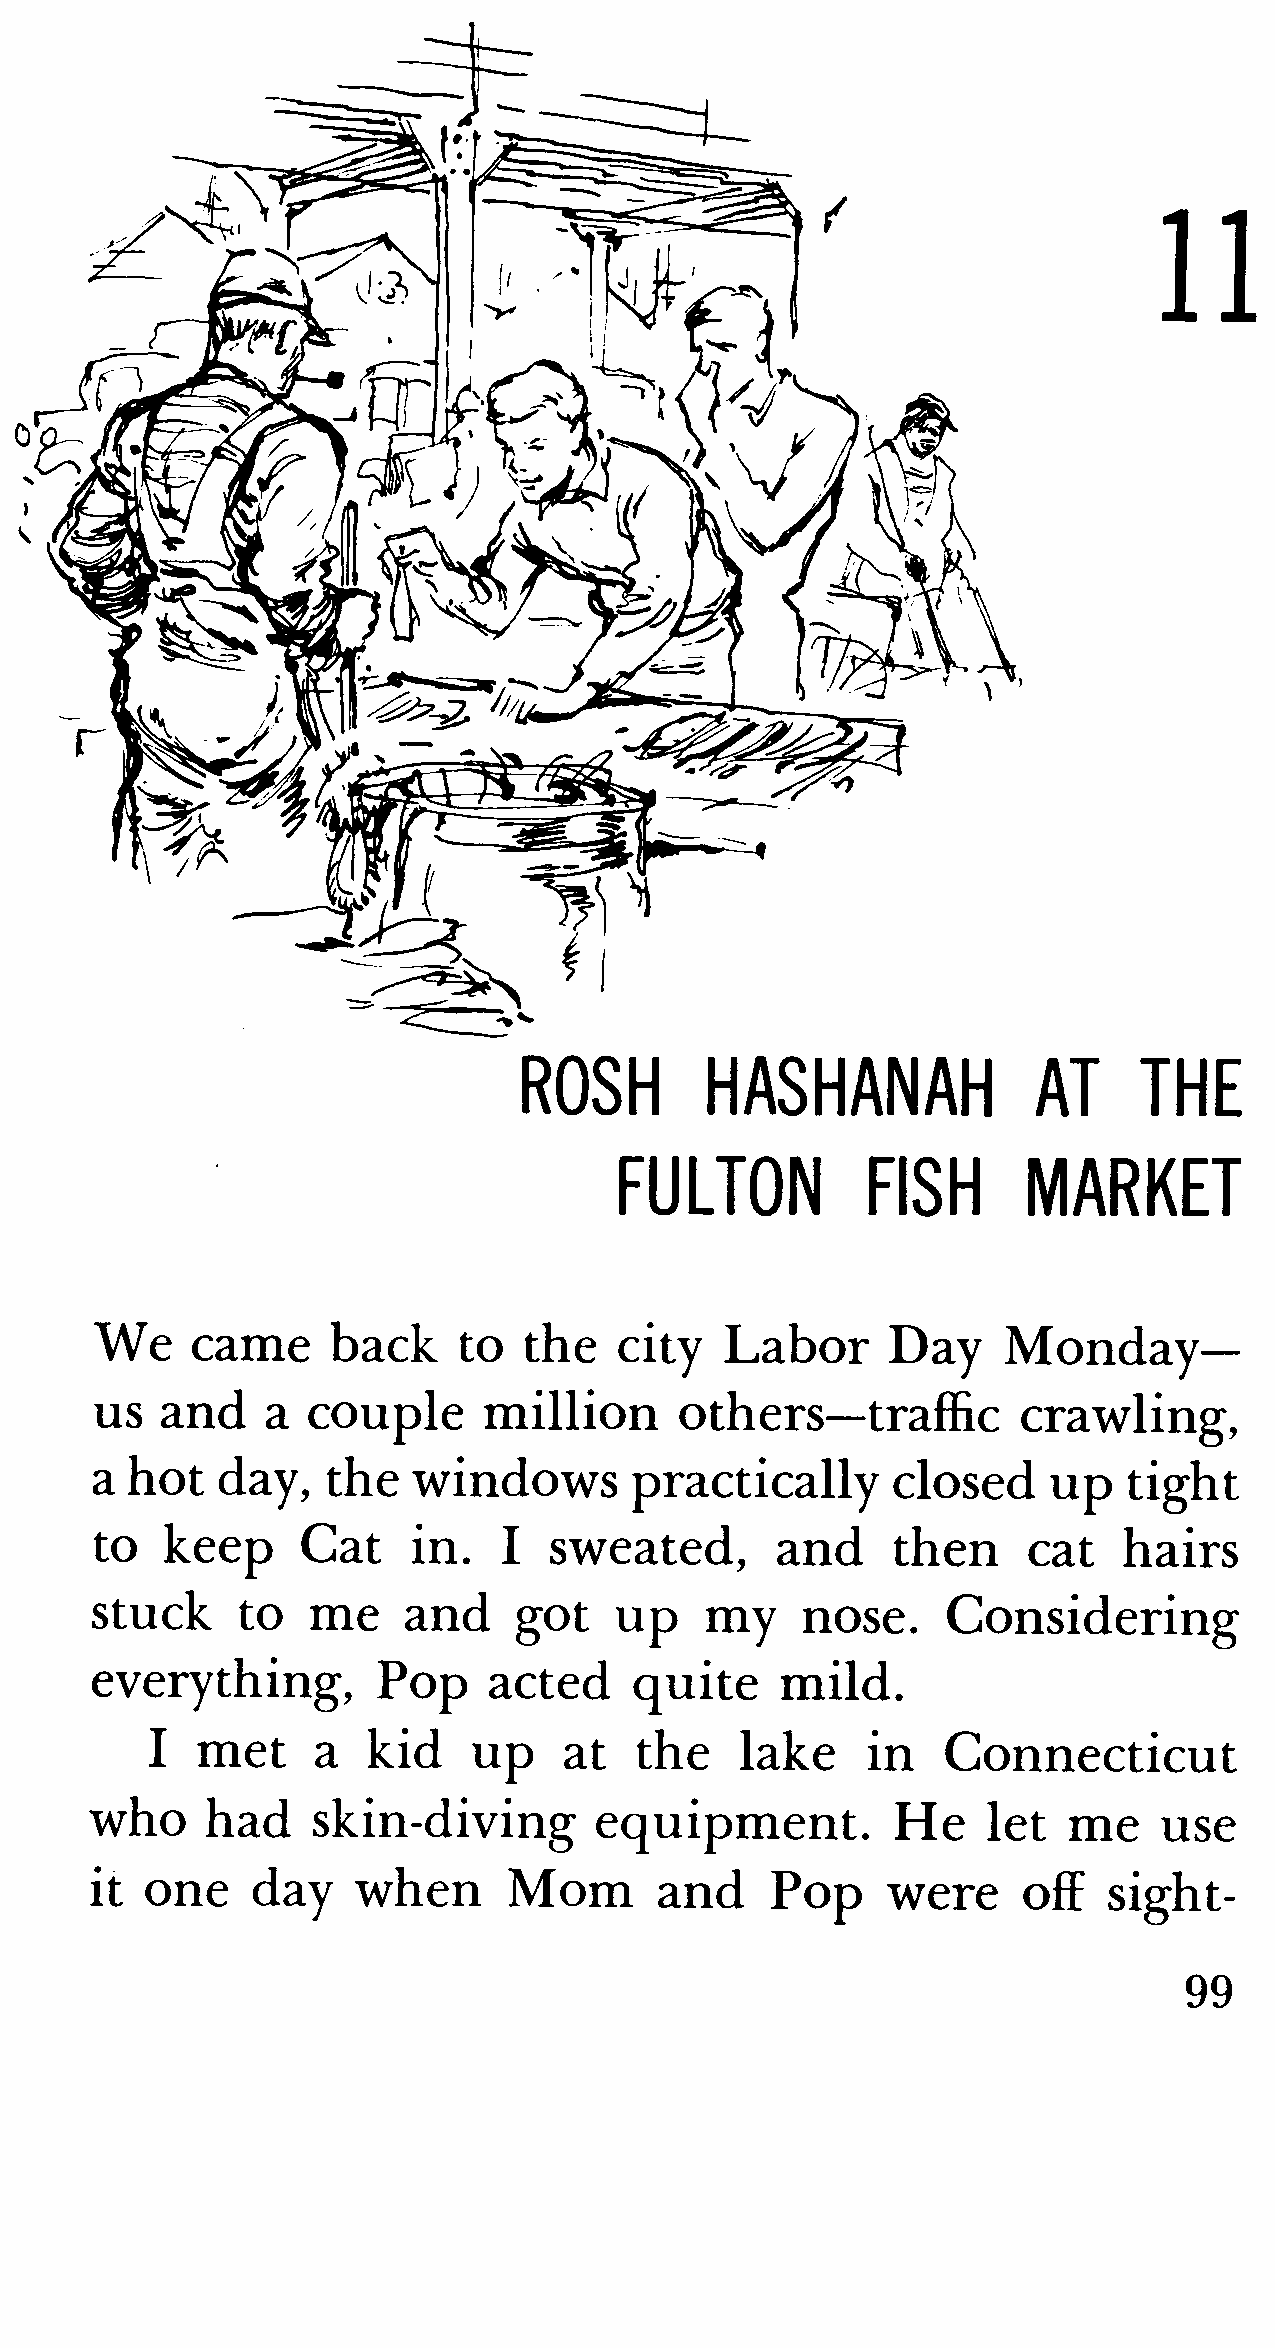 11
ROSH HASHANAH AT THE
FULTON FISH MARKET
We came back to the city Labor Day Monday—
us and a couple million others—traffic crawling,
a hot day, the windows practically closed up tight
to keep Cat in. I sweated, and then cat hairs
stuck to me and got up my nose. Considering
everything, Pop acted quite mild.
I met a kid up at the lake in Connecticut
who had skin-diving equipment. He let me use
it one day when Mom and Pop were off sight-
99